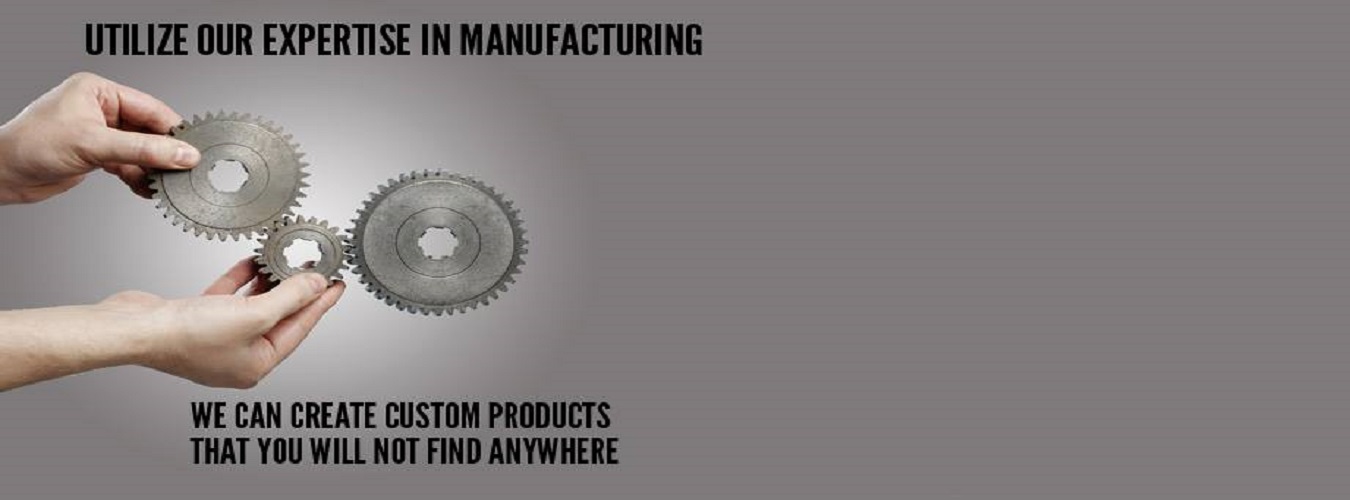 UTILIZE OUR EXPERTISE IN MANUFACTURING
WE CAN CREATE CUSTOM PRODUCTS
THAT YOU WILL NOT FIND ANYWHERE